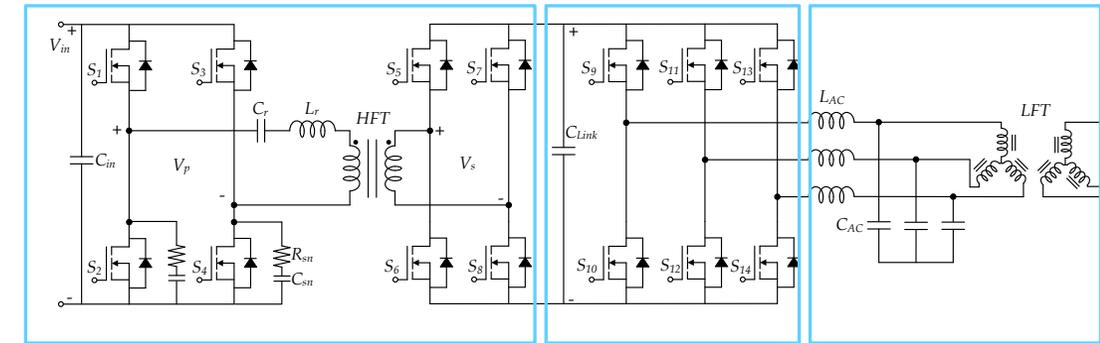 +
V_in
S_1
S_3
S_5
S_7
+
S_9
S_11
S_13
C_r
L_r
HFT
L_AC
LFT
+
+
C_in
V_p
V_s
C_Link
-
-
C_AC
S_2
S_4
R_sn
C_sn
S_6
S_8
S_10
S_12
S_14
-
-